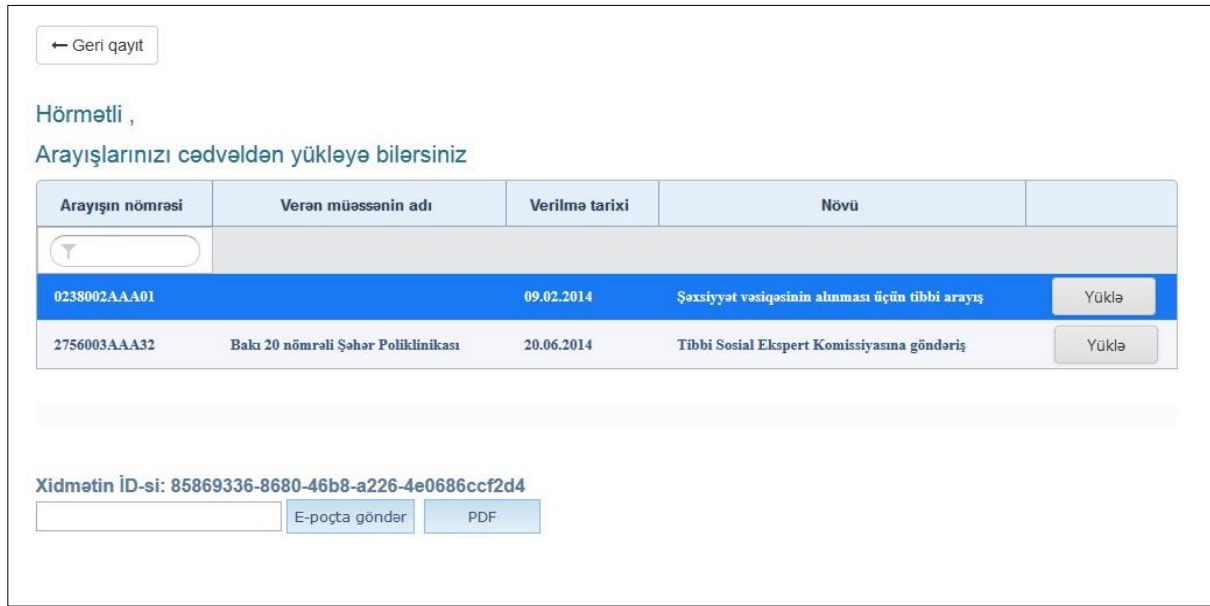 ← Geri qayıt
Hörmətli ,
Arayışlarınızı cədvəldən yükləyə bilərsiniz
Arayışın nömrəsi Verən müəssənin adı Verilmə tarixi Növü
0238002AAA01 09.02.2014 Şəxsiyyət vəsiqəsinin alınması üçün tibbi arayış Yüklə
2756003AAA32 Bakı 20 nömrəli Şəhər Poliklinikası 20.06.2014 Tibbi Sosial Ekspert Komissiyasına göndəriş Yüklə
Xidmətin İD-si: 85869336-8680-46b8-a226-4e0686ccf2d4
E-poçta göndər PDF